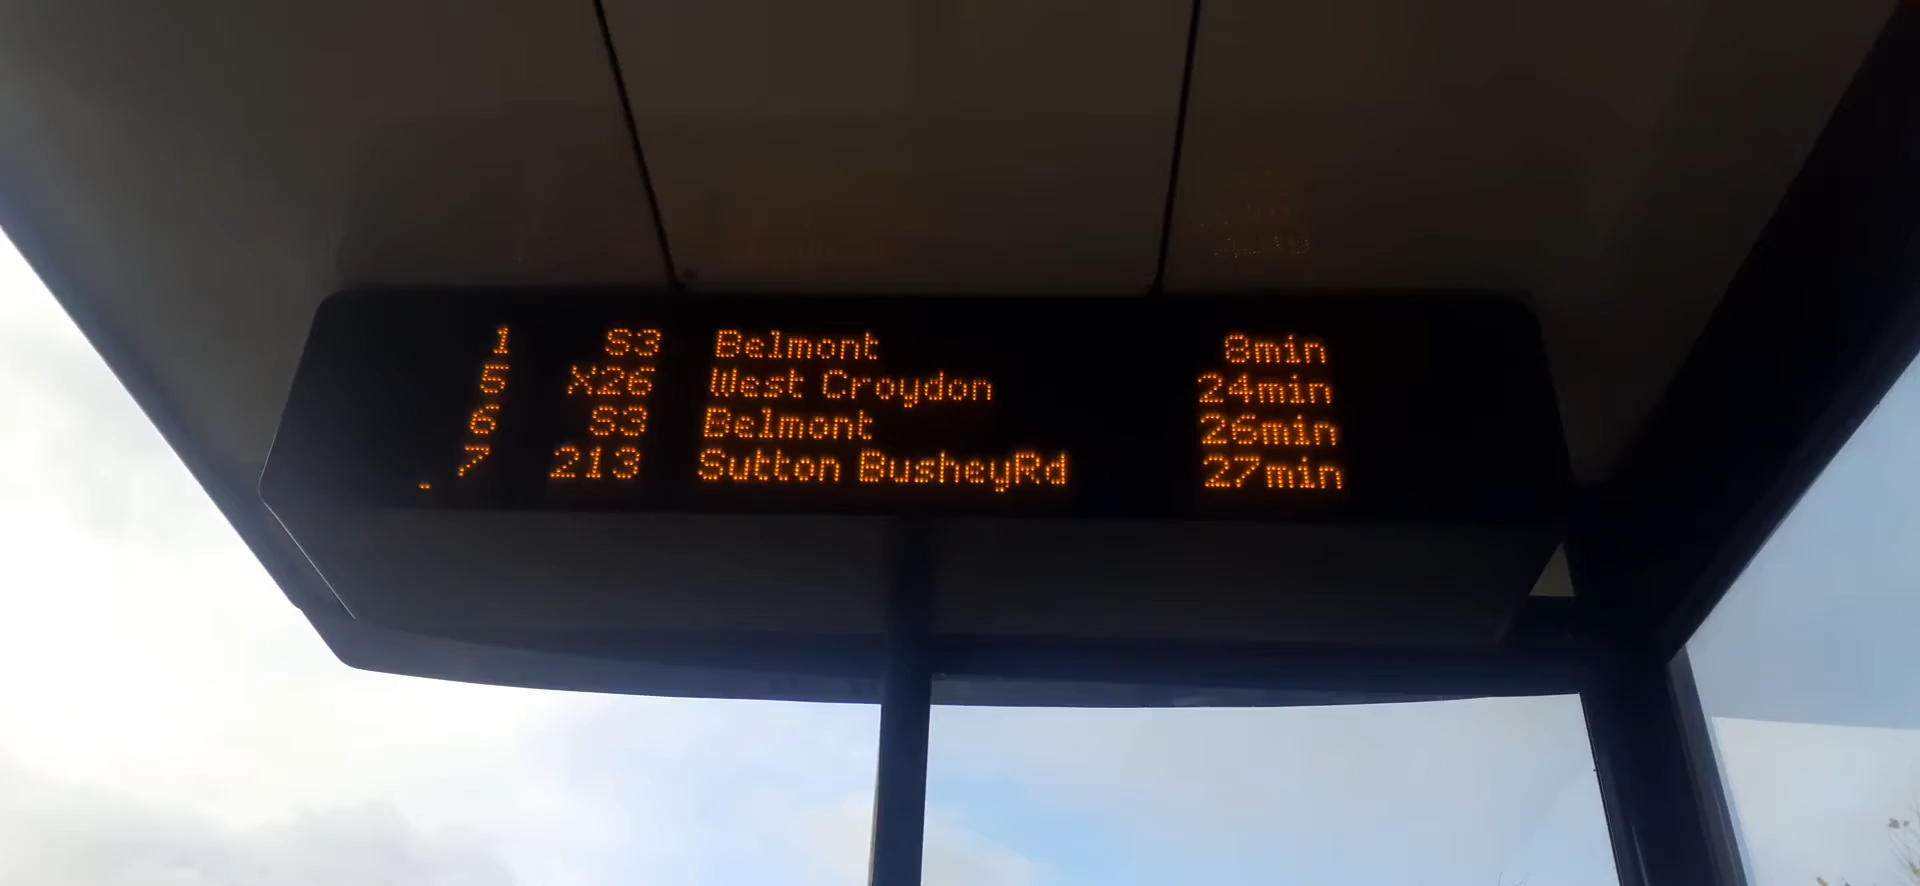 1 S3 Belmont 8min
5 X26 West Croydon 24min
6 S3 Belmont 26min
7 213 Sutton BusheyRd 27min